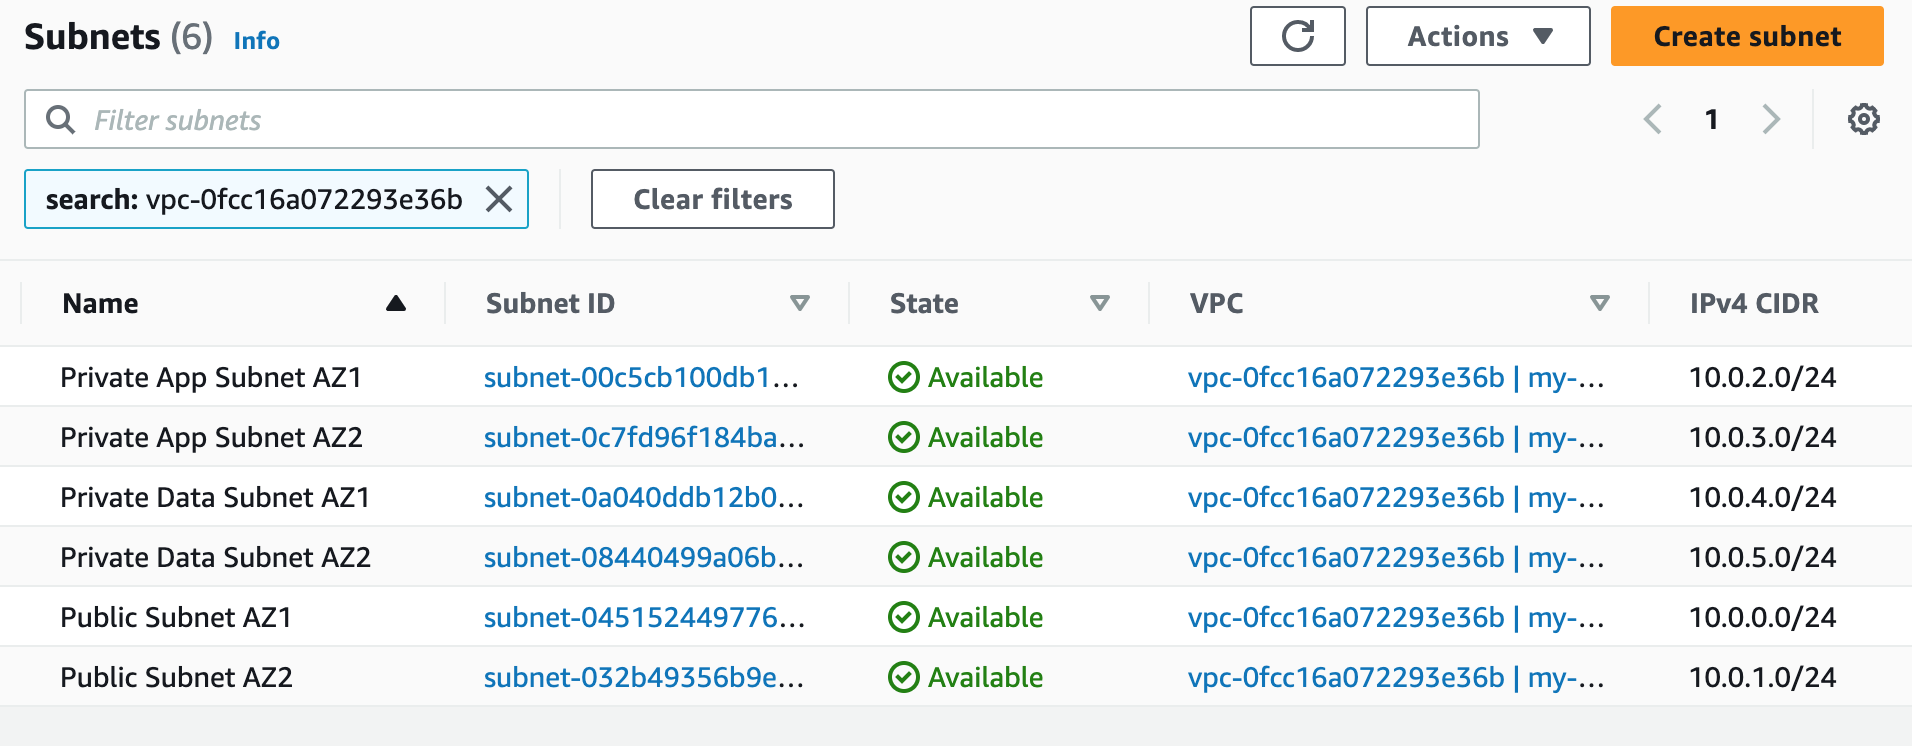 Subnets (6) Info
Actions
Create subnet
Filter subnets
1
search: vpc-0fcc16a072293e36b
Clear filters
Name Subnet ID State VPC IPv4 CIDR
Private App Subnet AZ1 subnet-00c5cb100db1... Available vpc-0fcc16a072293e36b | my-... 10.0.2.0/24
Private App Subnet AZ2 subnet-0c7fd96f184ba... Available vpc-0fcc16a072293e36b | my-... 10.0.3.0/24
Private Data Subnet AZ1 subnet-0a040ddb12b0... Available vpc-0fcc16a072293e36b | my-... 10.0.4.0/24
Private Data Subnet AZ2 subnet-08440499a06b... Available vpc-0fcc16a072293e36b | my-... 10.0.5.0/24
Public Subnet AZ1 subnet-045152449776... Available vpc-0fcc16a072293e36b | my-... 10.0.0.0/24
Public Subnet AZ2 subnet-032b49356b9e... Available vpc-0fcc16a072293e36b | my-... 10.0.1.0/24